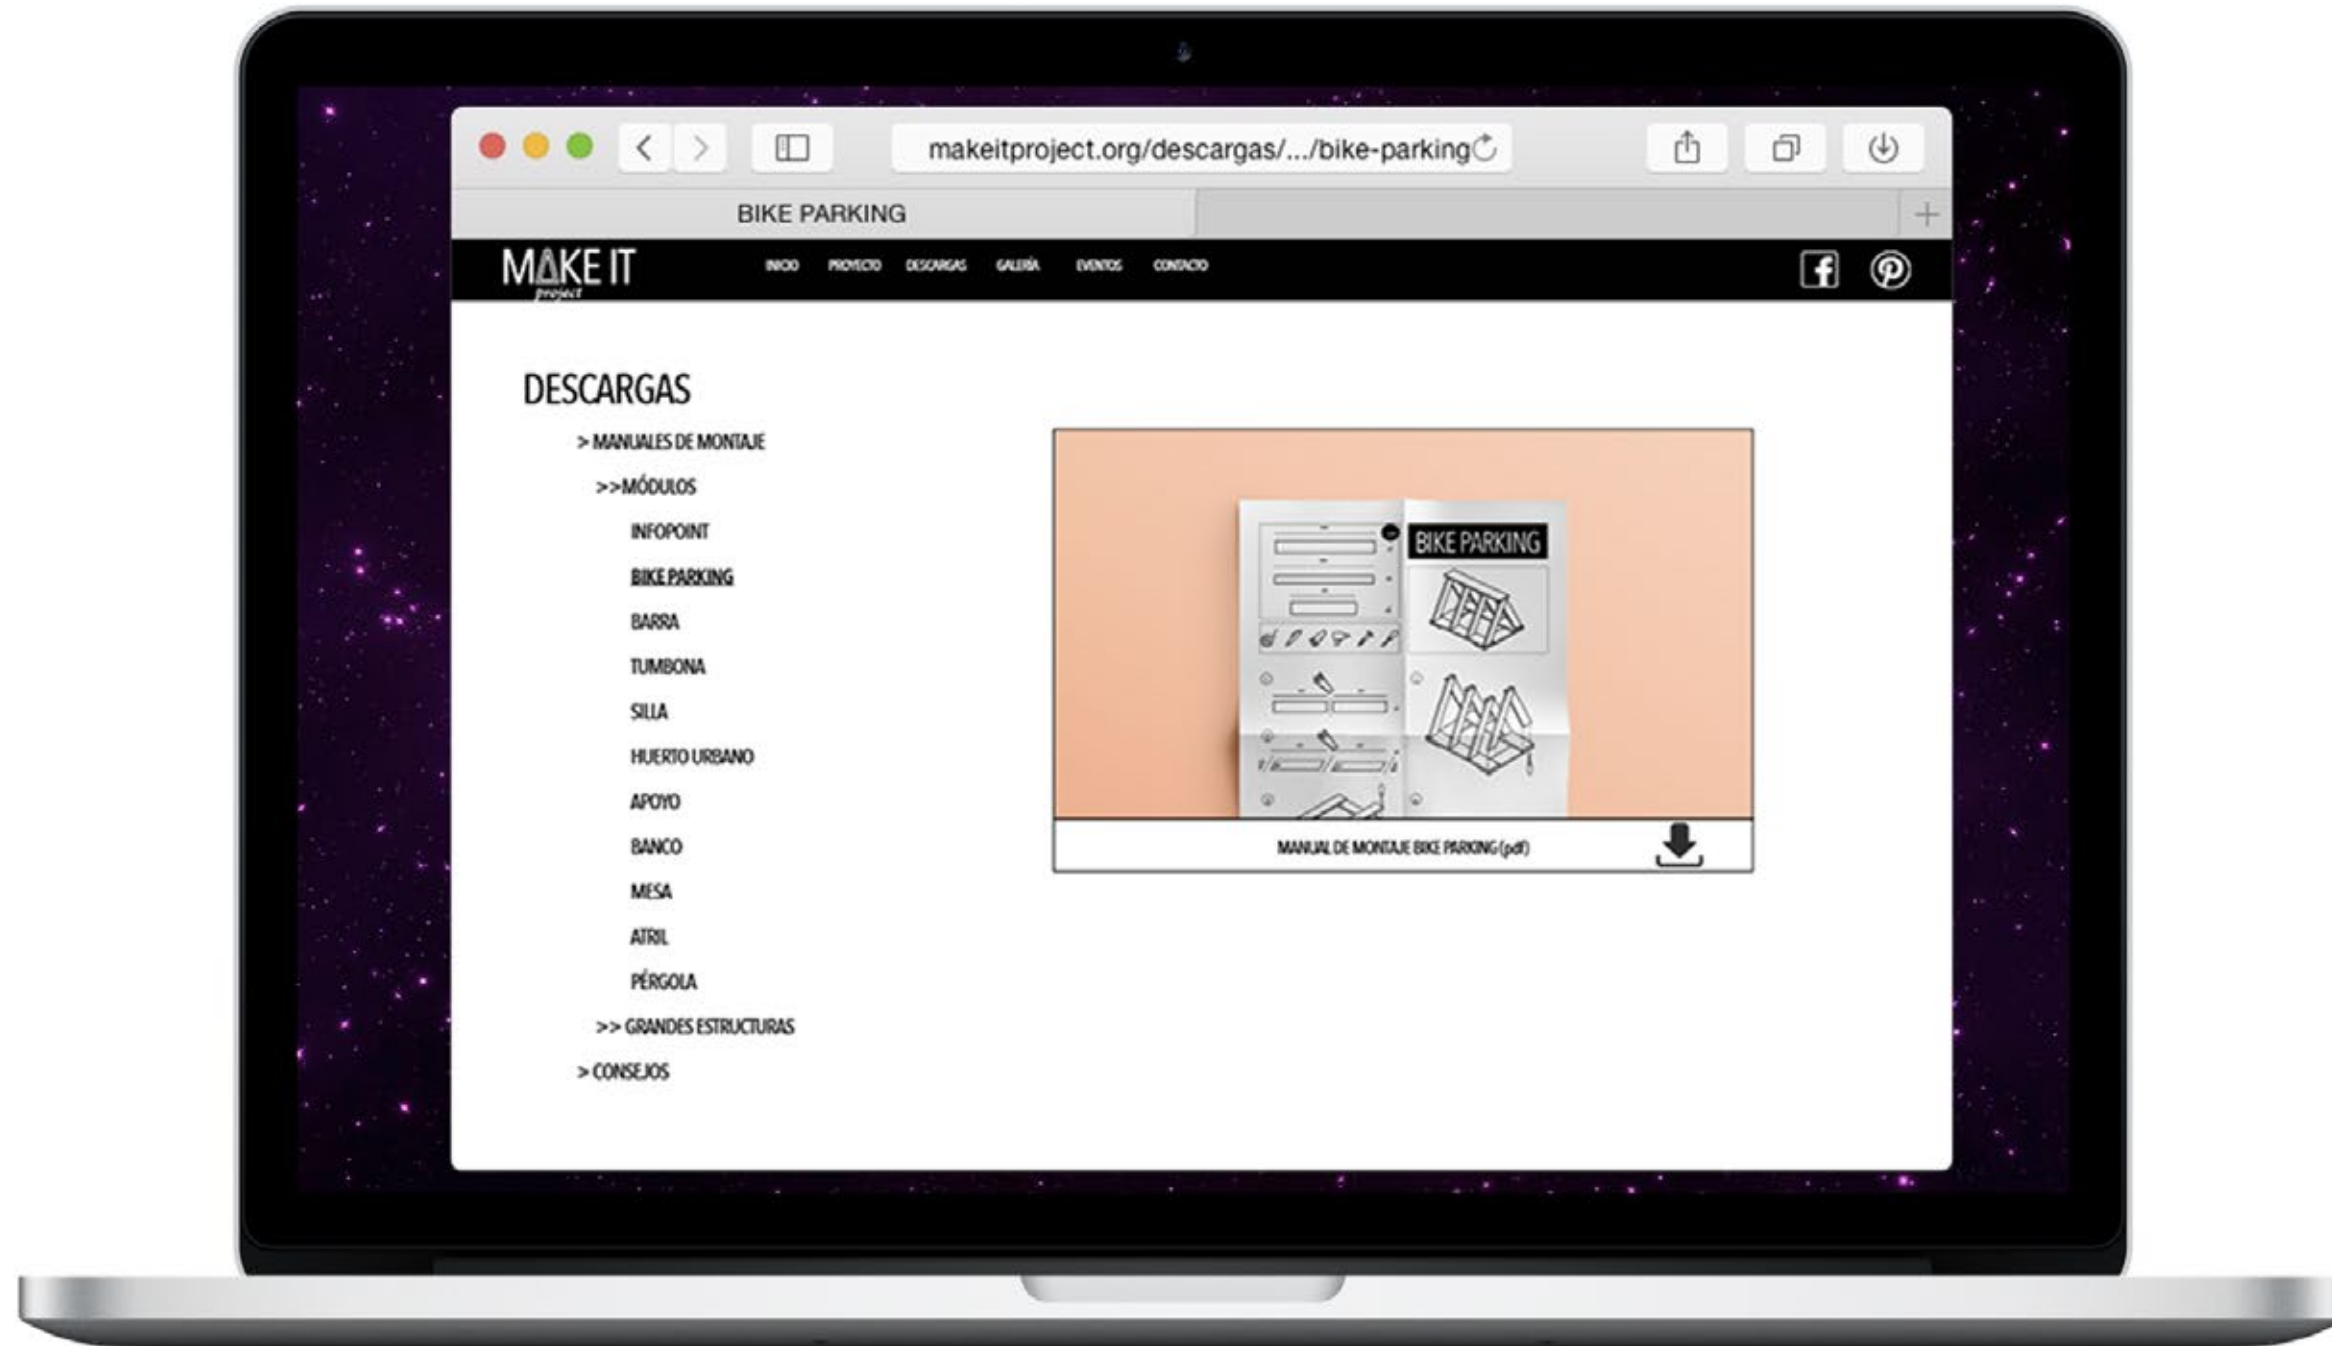 makeitproject.org/descargas/.../bike-parking
BIKE PARKING
MAKE IT
project
INICIO PROYECTO DESCARGAS GALERÍA EVENTOS CONTACTO
DESCARGAS
> MANUALES DE MONTAJE
>>MÓDULOS
INFOPOINT
BIKE PARKING
BARRA
TUMBONA
SILLA
HUERTO URBANO
APOYO
BANCO
MESA
ATRIL
PÉRGOLA
>> GRANDES ESTRUCTURAS
> CONSEJOS
BIKE PARKING
MANUAL DE MONTAJE BIKE PARKING (pdf)